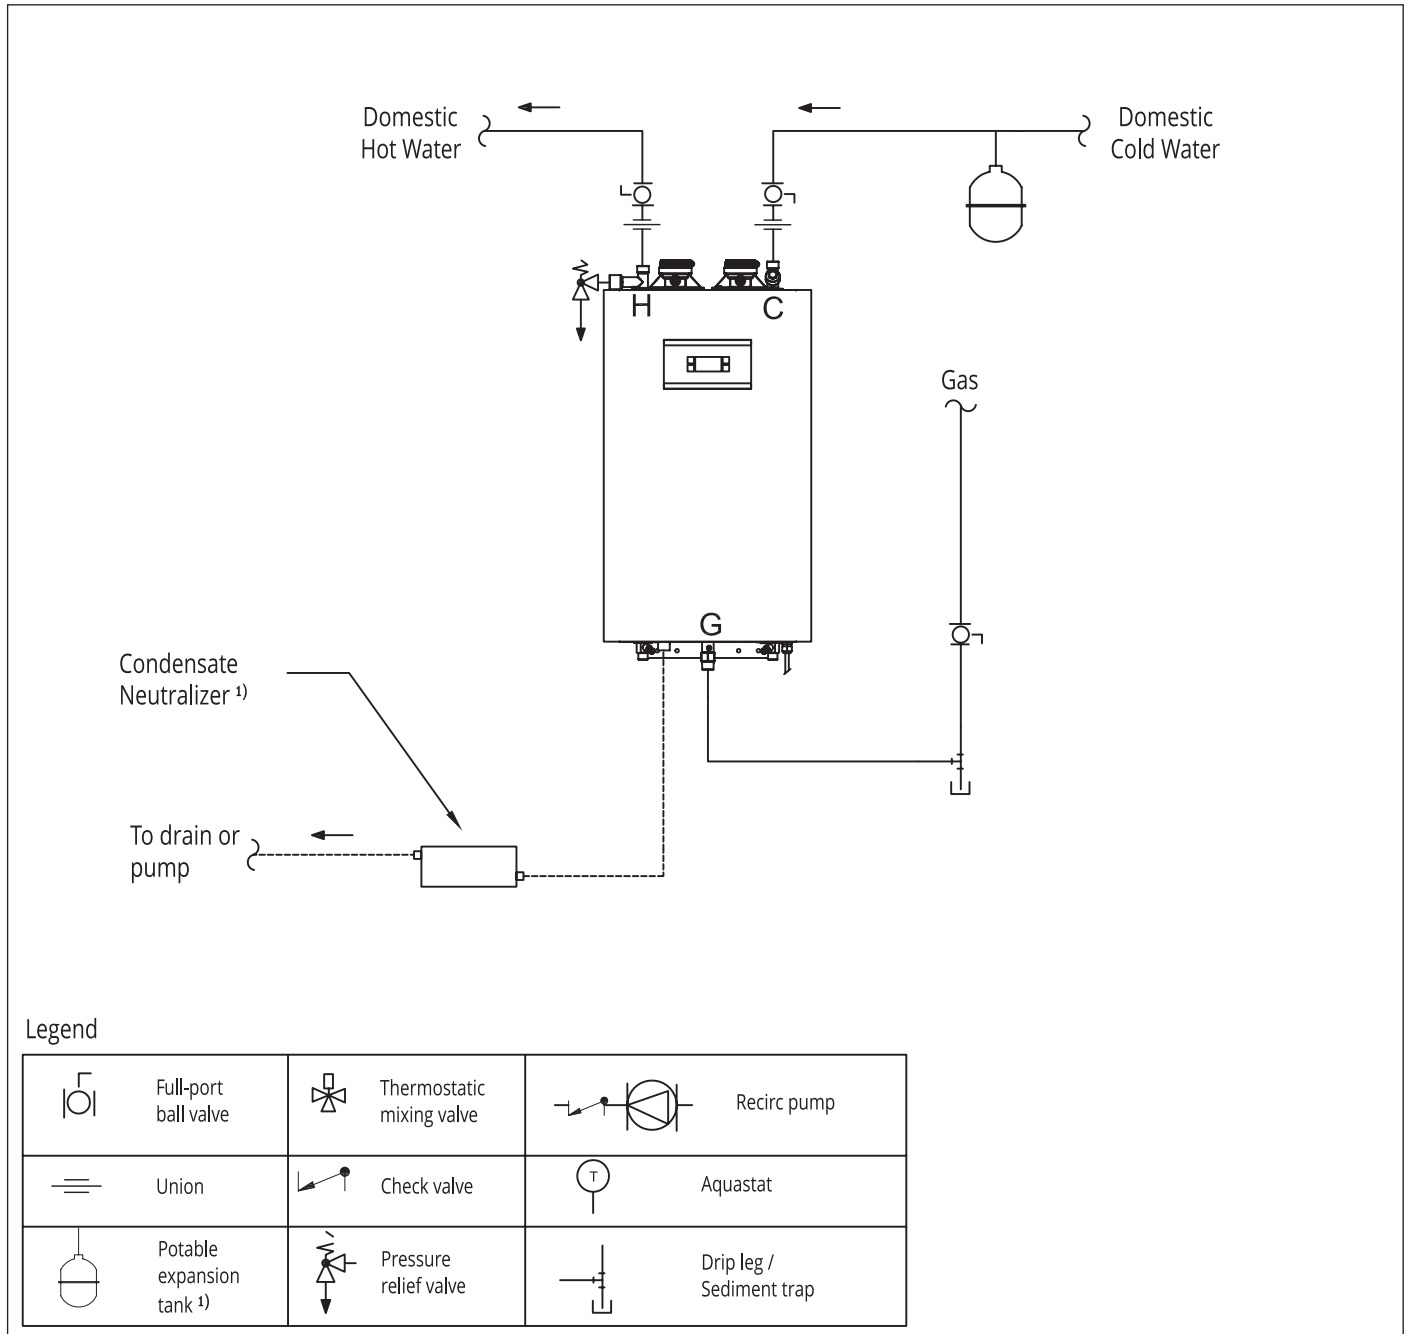 Domestic
Hot Water
Domestic
Cold Water
H
C
Gas
G
Condensate
Neutralizer 1)
To drain or
pump
Legend
Full-port
ball valve
Thermostatic
mixing valve
Recirc pump
Union
Check valve
T
Aquastat
Potable
expansion
tank 1)
Pressure
relief valve
Drip leg /
Sediment trap